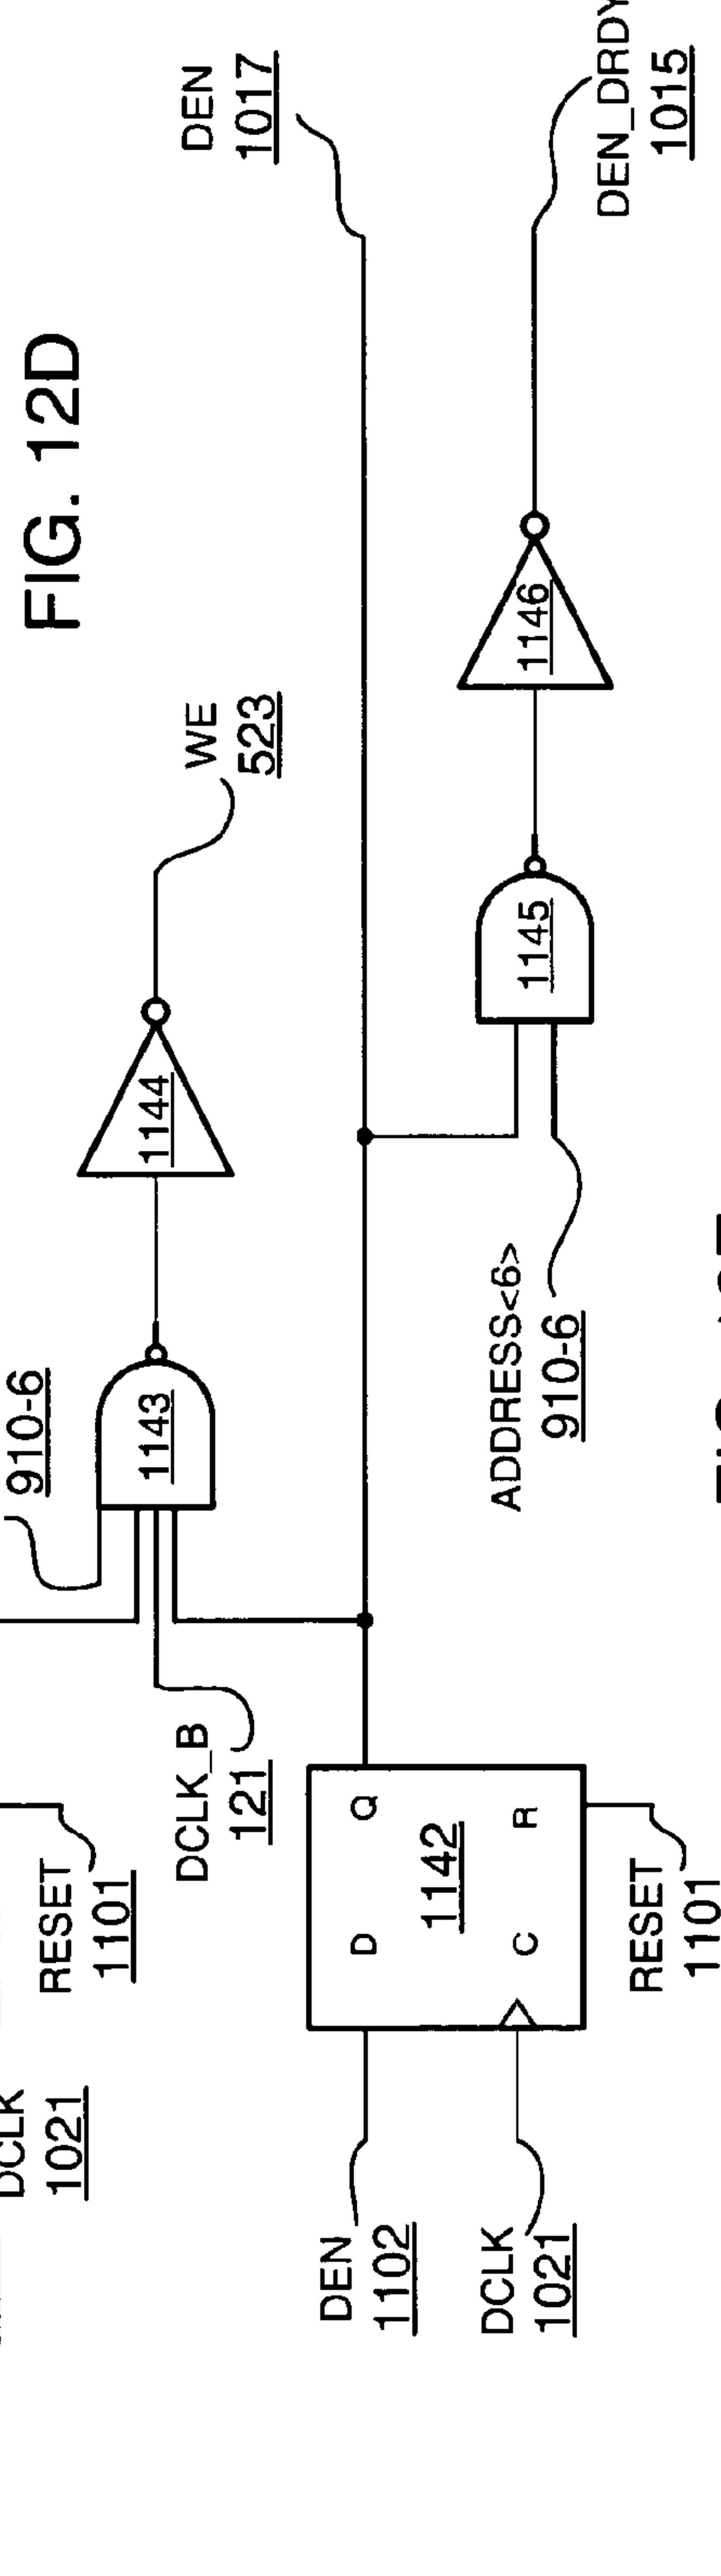 FIG. 12D
910-6
1143
1144
WE
523
DCLK_B
121
RESET
1101
DCLK
1021
DEN
1017
D
Q
C
R
1142
DEN
1102
DCLK
1021
RESET
1101
ADDRESS<6>
910-6
1145
1146
DEN_DRDY
1015